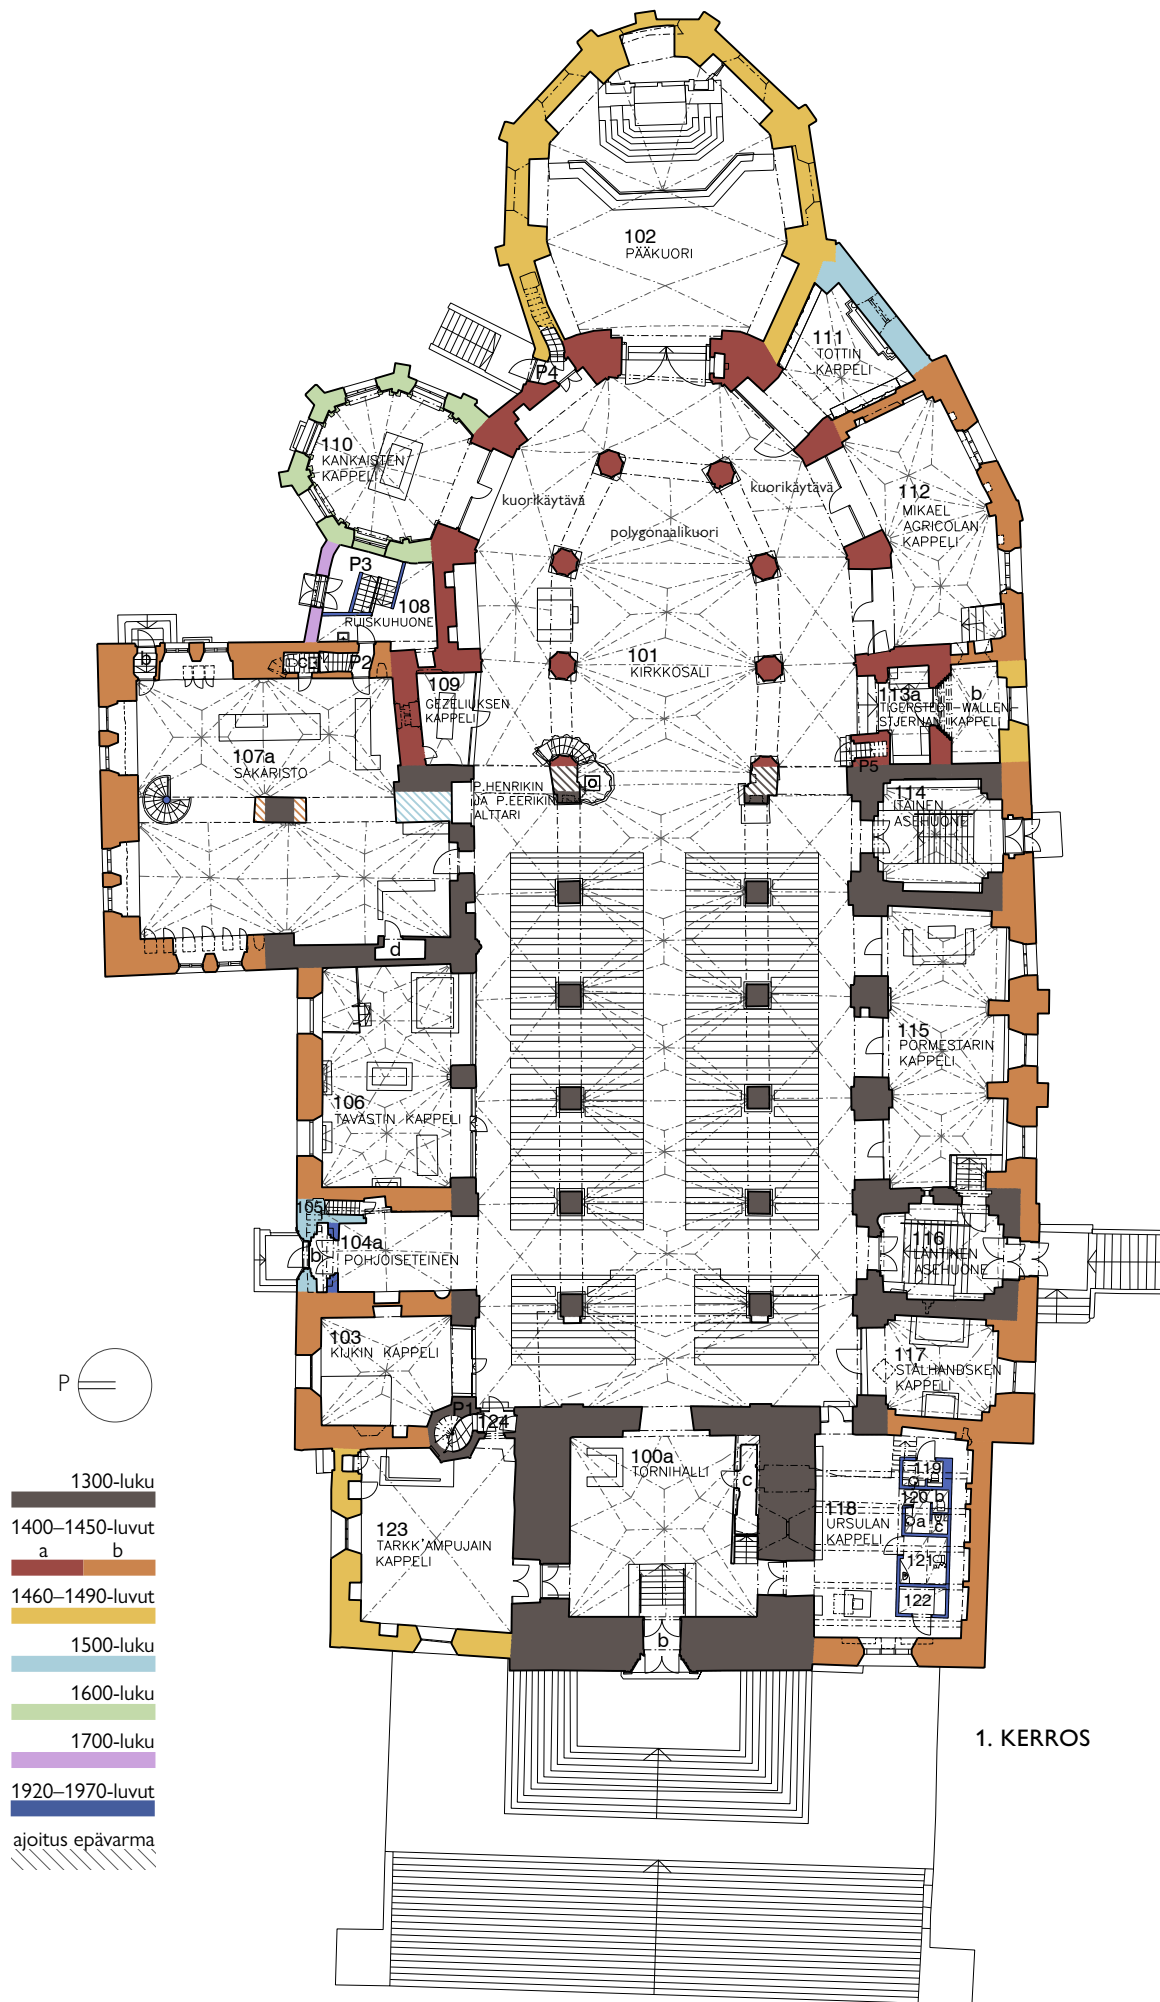 102
PÄÄKUORI
111
TOTTIN
KAPPELI
P4
110
KANKAISTEN
KAPPELI
kuorikäytävä
kuorikäytävä
polygonaalikuori
112
MIKAEL
AGRICOLAN
KAPPELI
P3
108
RUISKUHUONE
b
c
P2
101
KIRKKOSALI
109
GEZELIUKSEN
KAPPELI
113a
b
TIGERSTEDT-WALLEN-
STJERNAN KAPPELI
107a
SAKARISTO
P5
P.HENRIKIN
JA P.EERIKIN
ALTTARI
114
ITÄINEN
ASEHUONE
d
115
PORMESTARIN
KAPPELI
106
TAVASTIN KAPPELI
105
104a
b
POHJOISETEINEN
116
LÄNTINEN
ASEHUONE
103
KIJKIN KAPPELI
117
STÅLHANDSKEN
KAPPELI
P
P1
124
100a
TORNIHALLI
c
119
120
b
a
c
118
URSULAN
KAPPELI
123
TARKK'AMPUJAIN
KAPPELI
121
122
b
1300-luku
1400–1450-luvut
a b
1460–1490-luvut
1500-luku
1600-luku
1700-luku
1920–1970-luvut
ajoitus epävarma
1. KERROS